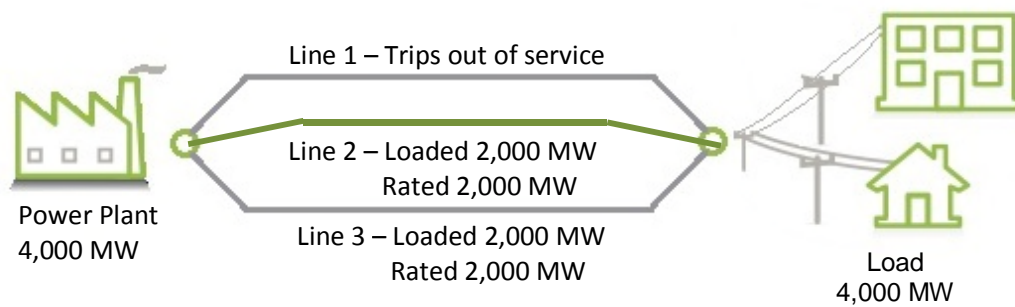 Line 1 – Trips out of service
Line 2 – Loaded 2,000 MW
Rated 2,000 MW
Power Plant
4,000 MW
Line 3 – Loaded 2,000 MW
Rated 2,000 MW
Load
4,000 MW